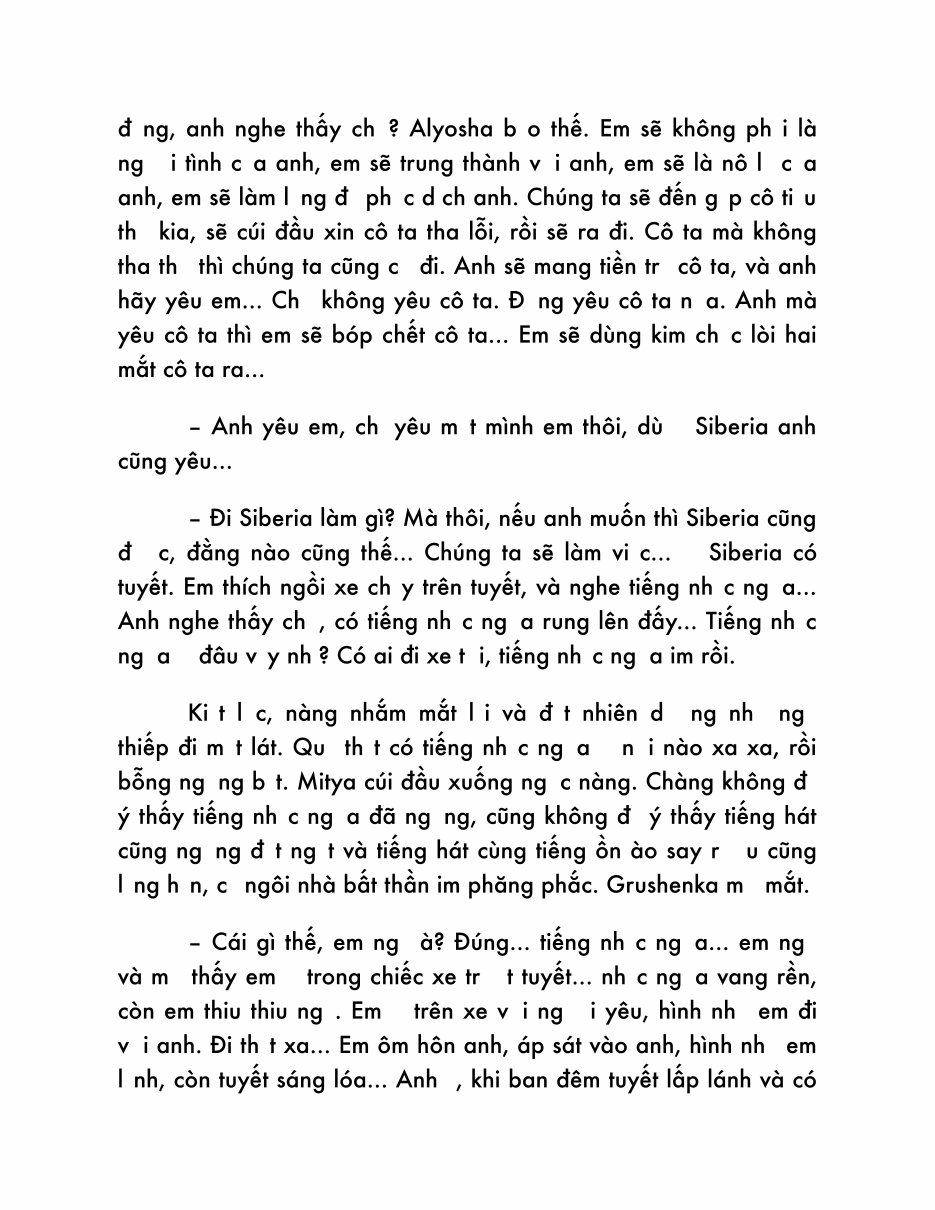 đ ng, anh nghe thấy ch ? Alyosha b o thế. Em sẽ không ph i là
ng i tình c a anh, em sẽ trung thành v i anh, em sẽ là nô l c a
anh, em sẽ làm l ng đ ph c d ch anh. Chúng ta sẽ đến g p cô ti u
th kia, sẽ cúi đầu xin cô ta tha lỗi, rồi sẽ ra đi. Cô ta mà không
tha th thì chúng ta cũng c đi. Anh sẽ mang tiền tr cô ta, và anh
hãy yêu em... Ch không yêu cô ta. Đ ng yêu cô ta n a. Anh mà
yêu cô ta thì em sẽ bóp chết cô ta... Em sẽ dùng kim ch c lòi hai
mắt cô ta ra...
– Anh yêu em, ch yêu m t mình em thôi, dù Siberia anh
cũng yêu...
– Đi Siberia làm gì? Mà thôi, nếu anh muốn thì Siberia cũng
đ c, đằng nào cũng thế... Chúng ta sẽ làm vi c... Siberia có
tuyết. Em thích ngồi xe ch y trên tuyết, và nghe tiếng nh c ng a...
Anh nghe thấy ch , có tiếng nh c ng a rung lên đấy... Tiếng nh c
ng a đâu v y nh ? Có ai đi xe t i, tiếng nh c ng a im rồi.
Ki t l c, nàng nhắm mắt l i và đ t nhiên d ng nh ng
thiếp đi m t lát. Qu th t có tiếng nh c ng a n i nào xa xa, rồi
bỗng ng ng b t. Mitya cúi đầu xuống ng c nàng. Chàng không đ
ý thấy tiếng nh c ng a đã ng ng, cũng không đ ý thấy tiếng hát
cũng ng ng đ t ng t và tiếng hát cùng tiếng ồn ào say r u cũng
l ng h n, c ngôi nhà bất thần im phăng phắc. Grushenka m mắt.
– Cái gì thế, em ng à? Đúng... tiếng nh c ng a... em ng
và m thấy em trong chiếc xe tr t tuyết... nh c ng a vang rền,
còn em thiu thiu ng . Em trên xe v i ng i yêu, hình nh em đi
v i anh. Đi th t xa... Em ôm hôn anh, áp sát vào anh, hình nh em
l nh, còn tuyết sáng lóa... Anh , khi ban đêm tuyết lấp lánh và có